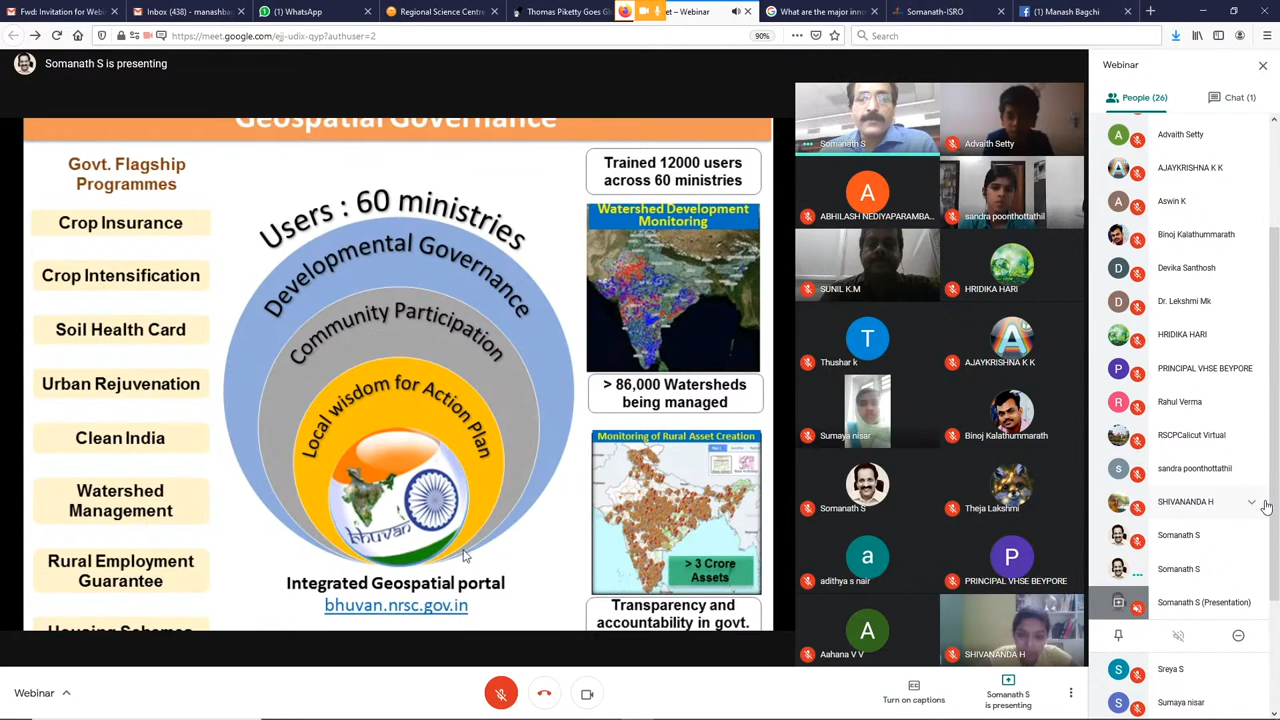 Fwd: Invitation for Webin
Inbox (438) - manashbag
(1) WhatsApp
Regional Science Centre
Thomas Piketty Goes G
et – Webinar
What are the major inno
Somanath-ISRO
Manash Bagchi
https://meet.google.com/ejj-udix-qyp?authuser=2
90%
Search
Somanath S is presenting
Geospatial Governance
Govt. Flagship
Programmes
Crop Insurance
Crop Intensification
Soil Health Card
Urban Rejuvenation
Clean India
Watershed
Management
Rural Employment
Guarantee
Housing Schemes
Users : 60 ministries
Developmental Governance
Community Participation
Local wisdom for Action Plan
bhuvan
Integrated Geospatial portal
bhuvan.nrsc.gov.in
Trained 12000 users
across 60 ministries
Watershed Development
Monitoring
> 86,000 Watersheds
being managed
Monitoring of Rural Asset Creation
> 3 Crore
Assets
Transparency and
accountability in govt.
Somanath S
Advaith Setty
A
ABHILASH NEDIYAPARAMBA...
sandra poonthottathil
SUNIL K.M
HRIDIKA HARI
T
Thushar k
A
AJAYKRISHNA K K
Sumaya nisar
Binoj Kalathummarath
Somanath S
Theja Lakshmi
a
adithya s nair
P
PRINCIPAL VHSE BEYPORE
A
Aahana V V
SHIVANANDA H
Webinar
People (26)
Chat (1)
A
Advaith Setty
AJAYKRISHNA K K
A
Aswin K
Binoj Kalathummarath
D
Devika Santhosh
D
Dr. Lekshmi Mk
HRIDIKA HARI
P
PRINCIPAL VHSE BEYPORE
R
Rahul Verma
RSCPCalicut Virtual
s
sandra poonthottathil
SHIVANANDA H
Somanath S
Somanath S
Somanath S (Presentation)
S
Sreya S
S
Sumaya nisar
Webinar
Turn on captions
Somanath S
is presenting